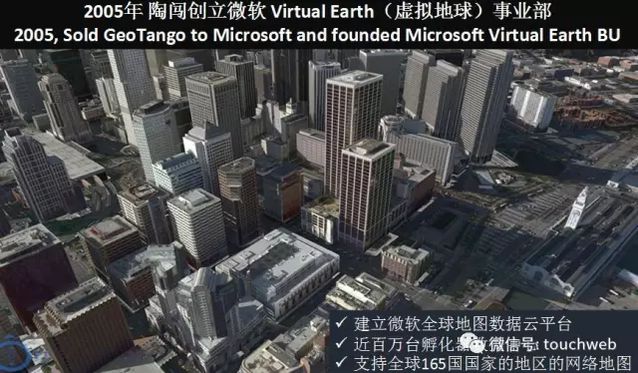 2005年 陶闯创立微软 Virtual Earth（虚拟地球）事业部
2005, Sold GeoTango to Microsoft and founded Microsoft Virtual Earth BU
✓ 建立微软全球地图数据云平台
✓ 近百万台孵化器 微信号: touchweb
✓ 支持全球165国国家的地区的网络地图